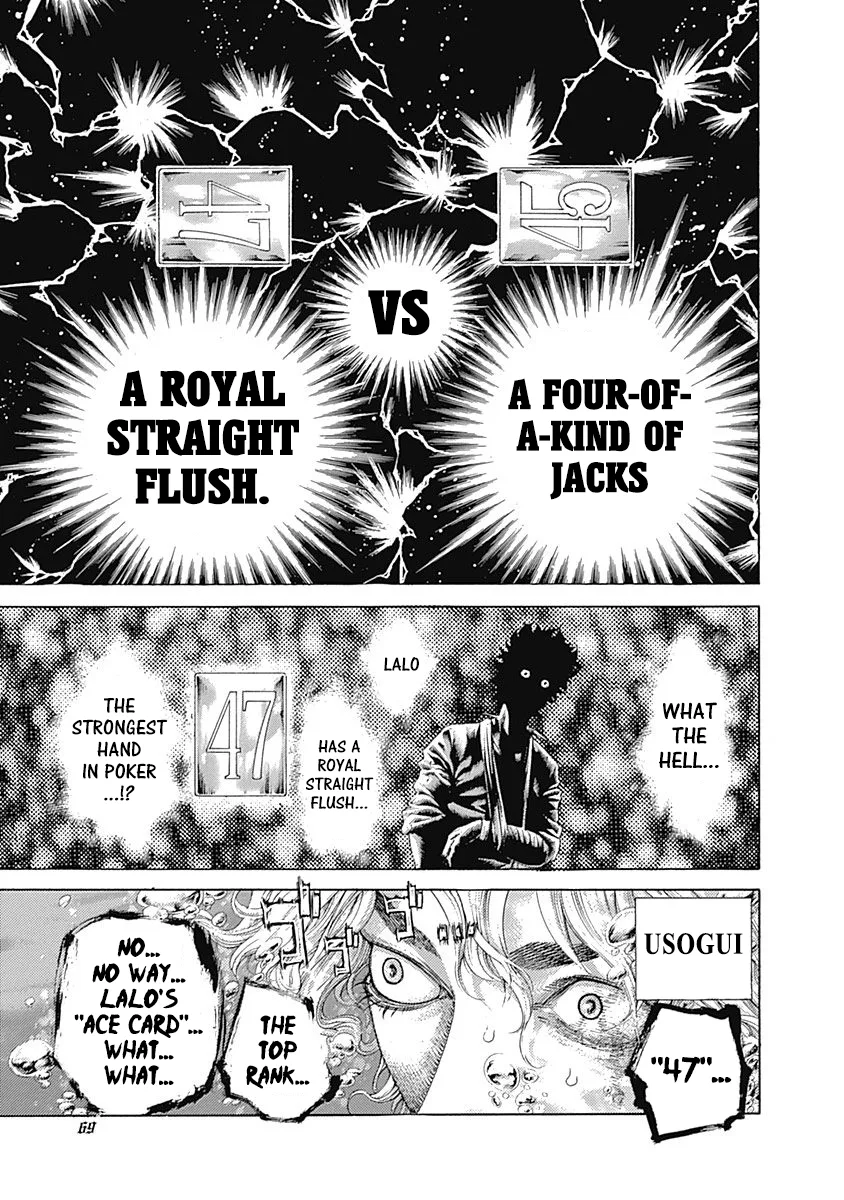 45
47
VS
A FOUR-OF-
A-KIND OF
JACKS
A ROYAL
STRAIGHT
FLUSH.
WHAT
THE
HELL...
LALO
HAS A
ROYAL
STRAIGHT
FLUSH...
47
THE
STRONGEST
HAND
IN POKER
...!?
USOGUI
"47"...
THE
TOP
RANK...
NO...
NO WAY...
LALO'S
"ACE CARD"...
WHAT...
WHAT...
69